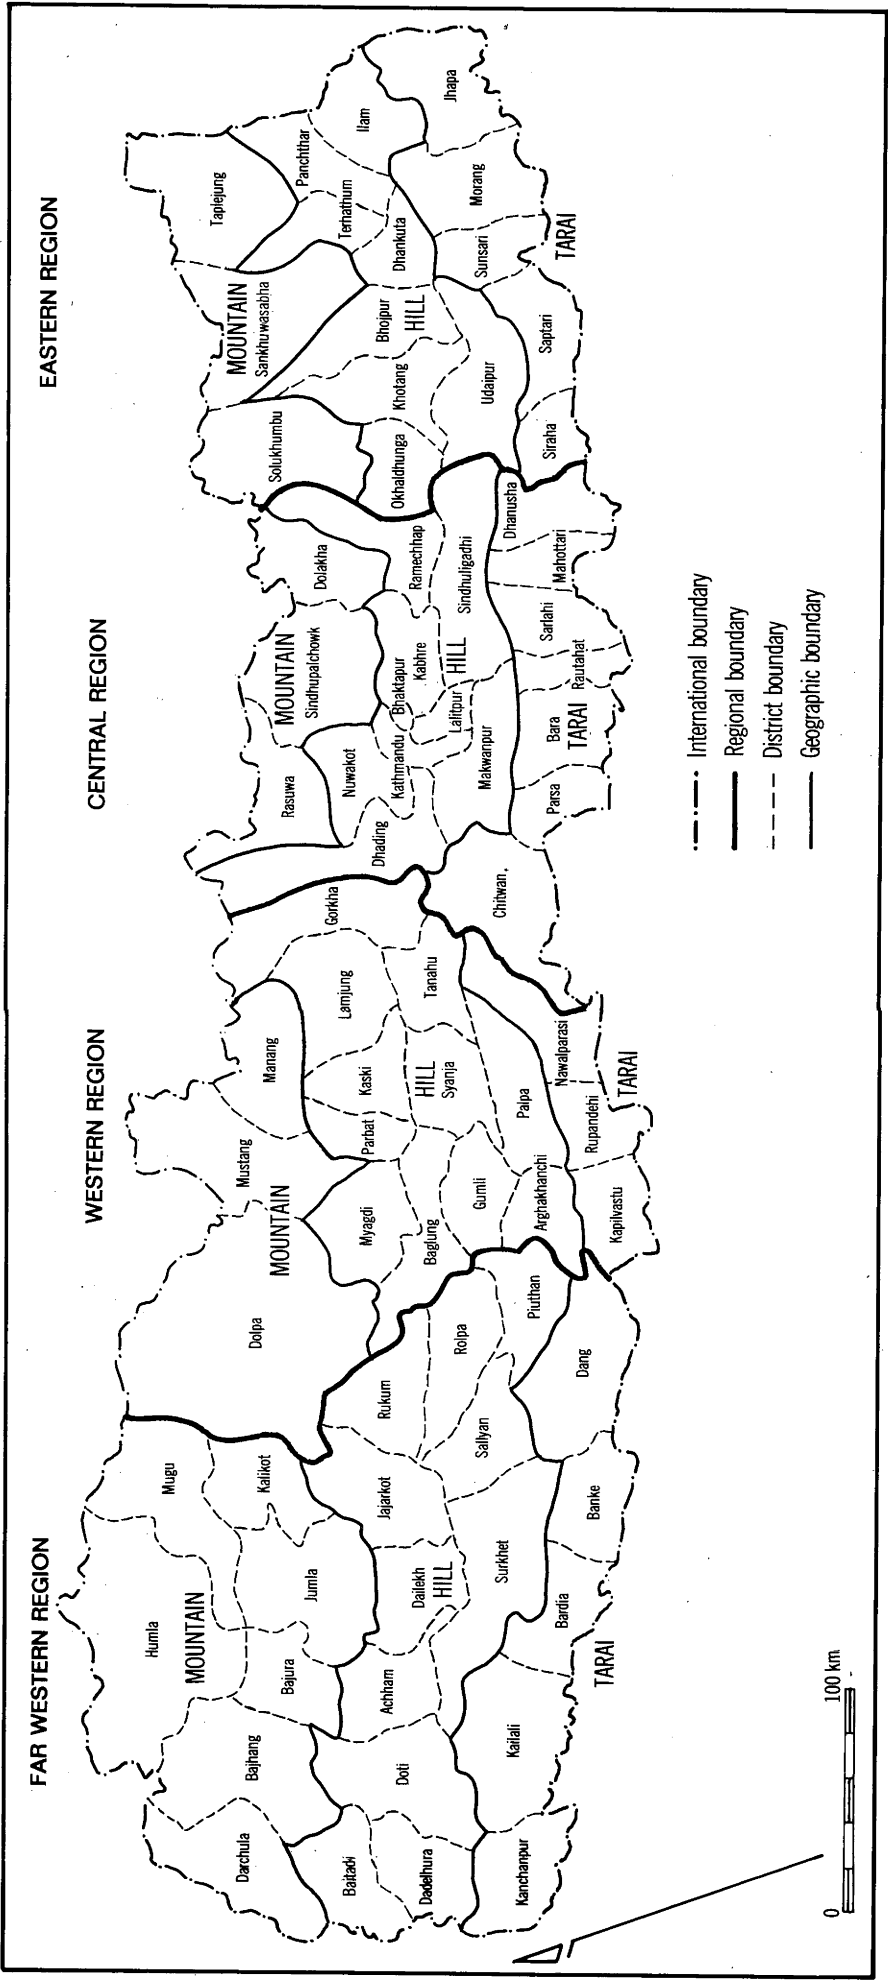 FAR WESTERN REGION
WESTERN REGION
CENTRAL REGION
EASTERN REGION
Humla
Mugu
MOUNTAIN
Darchula
Bajhang
Bajura
Jumla
Kalikot
Baitadi
Dadelhura
Doti
Achham
Dailekh
HILL
Jajarkot
Rukum
Rolpa
Sallyan
Surkhet
Piuthan
Kanchanpur
Kailali
Bardia
Banke
Dang
TARAI
Dolpa
MOUNTAIN
Mustang
Manang
Myagdi
Parbat
Kaski
Lamjung
Gorkha
Baglung
HILL
Syanja
Tanahu
Gumli
Arghakhanchi
Palpa
Kapilvastu
Rupandehi
Nawalparasi
TARAI
Rasuwa
MOUNTAIN
Sindhupalchowk
Dolakha
Dhading
Nuwakot
Kathmandu
Bhaktapur
Kabhre
Lalitpur
HILL
Ramechhap
Sindhuligadhi
Makwanpur
Chitwan
Parsa
Bara
TARAI
Rautahat
Sarlahi
Mahottari
Dhanusha
Solukhumbu
MOUNTAIN
Sankhuwasabha
Taplejung
Okhaldhunga
Khotang
Bhojpur
HILL
Terhathum
Panchthar
Ilam
Dhankuta
Udaipur
Siraha
Saptari
Sunsari
Morang
Jhapa
TARAI
International boundary
Regional boundary
District boundary
Geographic boundary
0
100 km